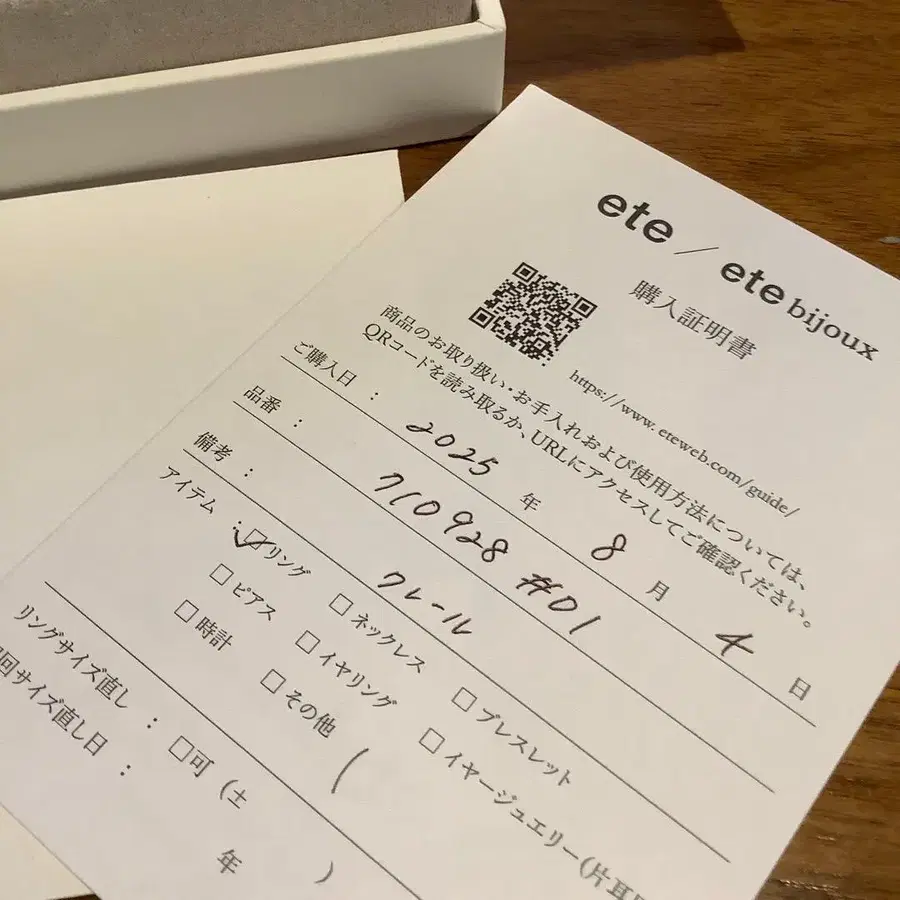 ete / ete bijoux
購入証明書
https://www.eteweb.com/guide/
商品のお取り扱い・お手入れおよび使用方法については、
QRコードを読み取るか、URLにアクセスしてご確認ください。
ご購入日 : 2025 年 8 月 4 日
品番 : 710928 #01
備考 : クレール
アイテム : ☑リング □ネックレス □ブレスレット
□ピアス □イヤリング □イヤージュエリー(片耳
□時計 □その他 (
)
リングサイズ直し : □可 (±
回サイズ直し日 : 年